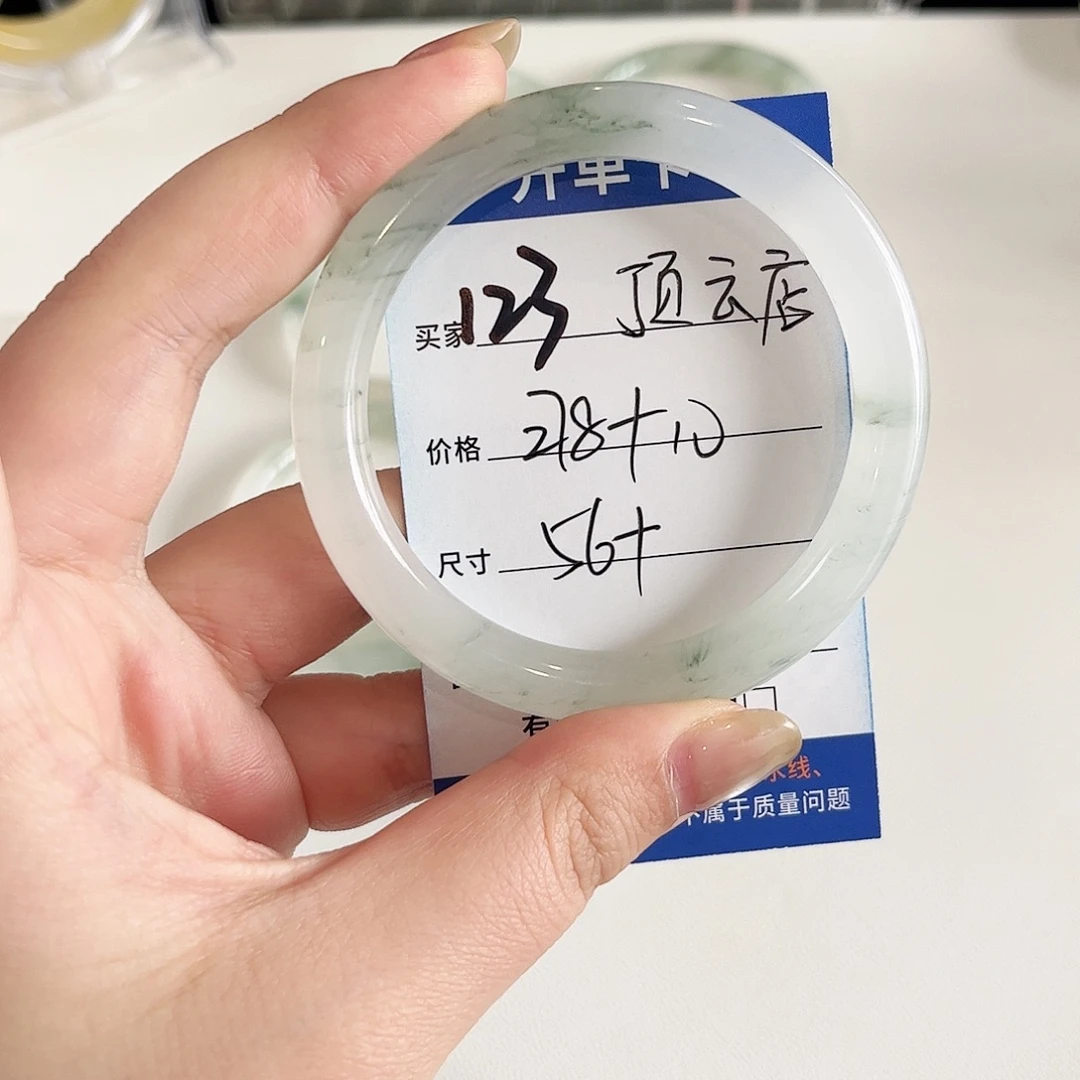 开单卡
买家 123 顶云店
价格 278+10
尺寸 56+
有
水线、
不属于质量问题